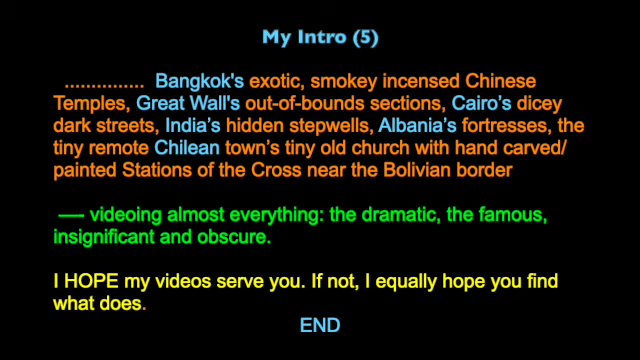 My Intro (5)
............... Bangkok's exotic, smokey incensed Chinese
Temples, Great Wall's out-of-bounds sections, Cairo's dicey
dark streets, India's hidden stepwells, Albania's fortresses, the
tiny remote Chilean town's tiny old church with hand carved/
painted Stations of the Cross near the Bolivian border
—- videoing almost everything: the dramatic, the famous,
insignificant and obscure.
I HOPE my videos serve you. If not, I equally hope you find
what does.
END